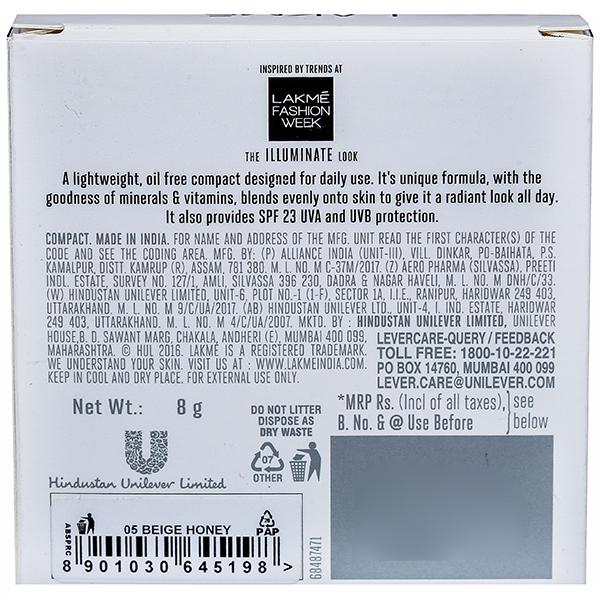 INSPIRED BY TRENDS AT
LAKMÉ
FASHION
WEEK
THE ILLUMINATE LOOK
A lightweight, oil free compact designed for daily use. It's unique formula, with the
goodness of minerals & vitamins, blends evenly onto skin to give it a radiant look all day.
It also provides SPF 23 UVA and UVB protection.
COMPACT. MADE IN INDIA. FOR NAME AND ADDRESS OF THE MFG. UNIT READ THE FIRST CHARACTER(S) OF THE
CODE AND SEE THE CODING AREA. MFG. BY: (P) ALLIANCE INDIA (UNIT-III), VILL. DINKAR, PO-BAIHATA, P.S.
KAMALPUR, DISTT. KAMRUP (R), ASSAM, 781 380. M. L. NO. M C-37M/2017. (Z) AERO PHARMA (SILVASSA), PREETI
INDL. ESTATE, SURVEY NO. 127/1, AMLI, SILVASSA 396 230, DADRA & NAGAR HAVELI, M. L. NO. M DNH/C/33.
(W) HINDUSTAN UNILEVER LIMITED, UNIT-6, PLOT NO.-1 (1-F), SECTOR 1A, I.I.E., RANIPUR, HARIDWAR 249 403,
UTTARAKHAND. M. L. NO. M 9/C/UA/2017. (AB) HINDUSTAN UNILEVER LTD., UNIT-4, I. IND. ESTATE, HARIDWAR
249 403, UTTARAKHAND. M. L. NO. M 4/C/UA/2007. MKTD. BY : HINDUSTAN UNILEVER LIMITED, UNILEVER
HOUSE,B. D. SAWANT MARG, CHAKALA, ANDHERI (E), MUMBAI 400 099,
MAHARASHTRA. © HUL 2016. LAKMÉ IS A REGISTERED TRADEMARK.
WE UNDERSTAND YOUR SKIN. VISIT US AT : WWW.LAKMEINDIA.COM.
KEEP IN COOL AND DRY PLACE. FOR EXTERNAL USE ONLY.
LEVERCARE-QUERY / FEEDBACK
TOLL FREE: 1800-10-22-221
PO BOX 14760, MUMBAI 400 099
LEVER.CARE@UNILEVER.COM
Net Wt.: 8 g
DO NOT LITTER
DISPOSE AS
DRY WASTE
07
OTHER
*MRP Rs. (Incl of all taxes), see
B. No. & @ Use Before below
Hindustan Unilever Limited
ABSPRC
05 BEIGE HONEY
PAP
8 901030 645198 >
68487471